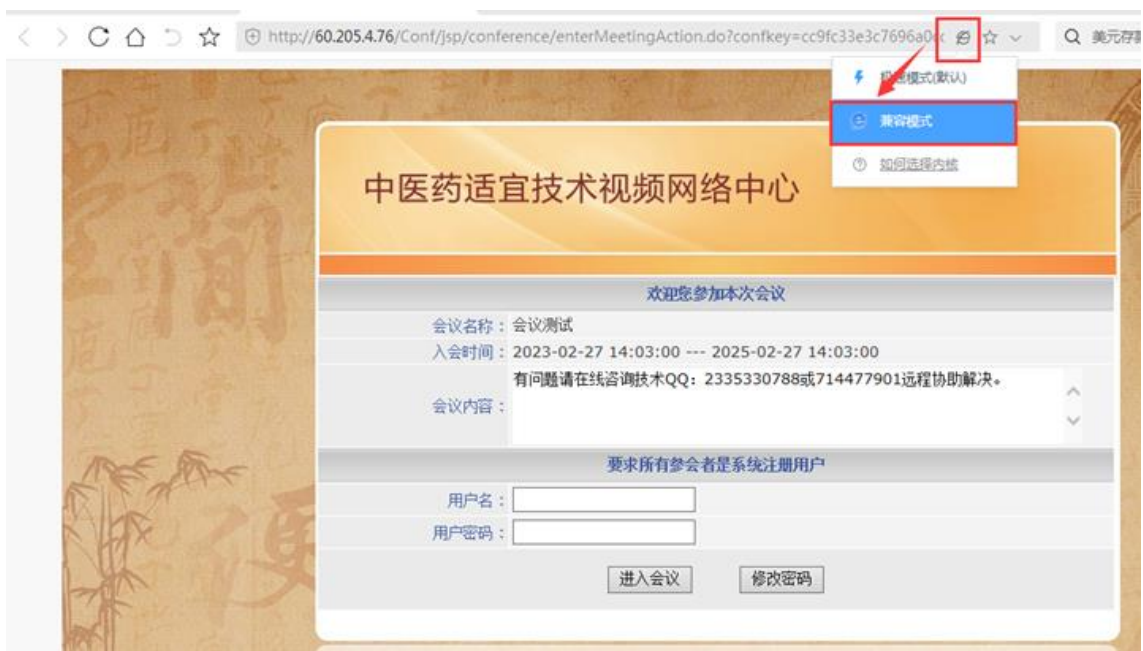 http://60.205.4.76/Conf/jsp/conference/enterMeetingAction.do?confkey=cc9fc33e3c7696a0
美元存
模式(默认)
兼容模式
如何选择内核
中医药适宜技术视频网络中心
欢迎您参加本次会议
会议名称：会议测试
入会时间：2023-02-27 14:03:00 --- 2025-02-27 14:03:00
会议内容：
有问题请在线咨询技术QQ：2335330788或714477901远程协助解决。
要求所有参会者是系统注册用户
用户名：
用户密码：
进入会议 修改密码